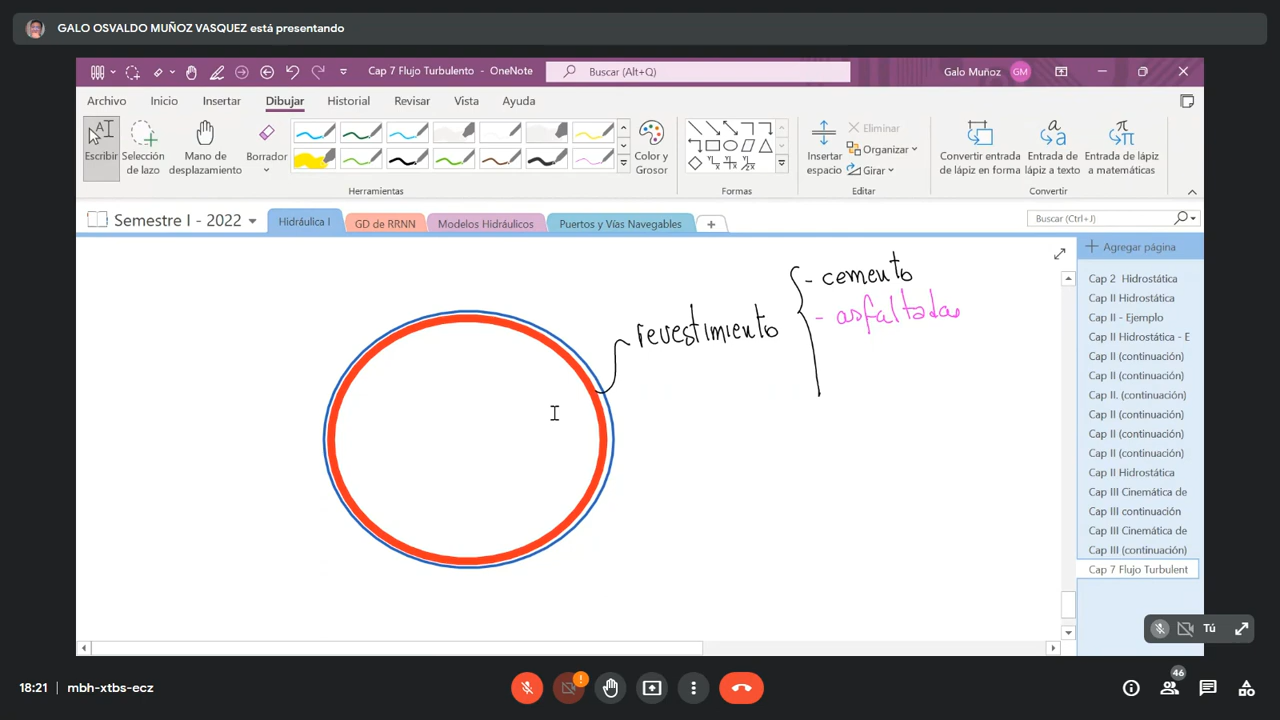 GALO OSVALDO MUÑOZ VASQUEZ está presentando
Cap 7 Flujo Turbulento - OneNote
Buscar (Alt+Q)
Galo Muñoz
GM
Archivo Inicio Insertar Dibujar Historial Revisar Vista Ayuda
Escribir
Selección de lazo
Mano de desplazamiento
Borrador
Color y Grosor
Insertar espacio
Eliminar
Organizar
Girar
Convertir entrada de lápiz en forma
Entrada de lápiz a texto
Entrada de lápiz a matemáticas
Herramientas
Formas
Editar
Convertir
Semestre I - 2022
Hidráulica I
GD de RRNN
Modelos Hidráulicos
Puertos y Vías Navegables
Buscar (Ctrl+J)
Agregar página
Cap 2 Hidrostática
Cap II Hidrostática
Cap II - Ejemplo
Cap II Hidrostática - E
Cap II (continuación)
Cap II (continuación)
Cap II. (continuación)
Cap II (continuación)
Cap II (continuación)
Cap II (continuación)
Cap II Hidrostática
Cap III Cinemática de
Cap III continuación
Cap III Cinemática de
Cap III (continuación)
Cap 7 Flujo Turbulent
revestimiento
- cemento
- asfaltadas
Tú
18:21
mbh-xtbs-ecz
46